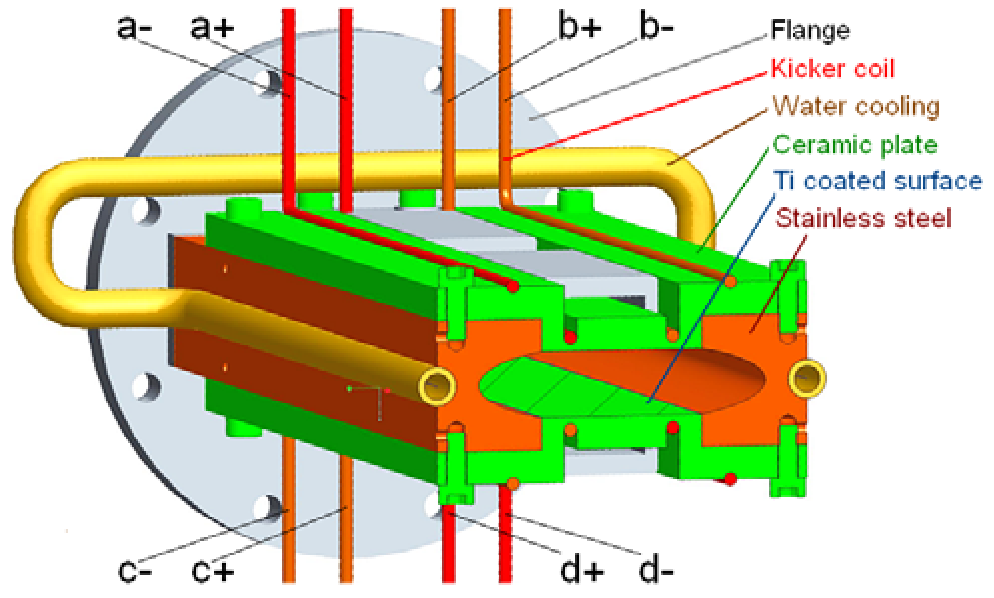 a- a+ b+ b-
Flange
Kicker coil
Water cooling
Ceramic plate
Ti coated surface
Stainless steel
c- c+ d+ d-